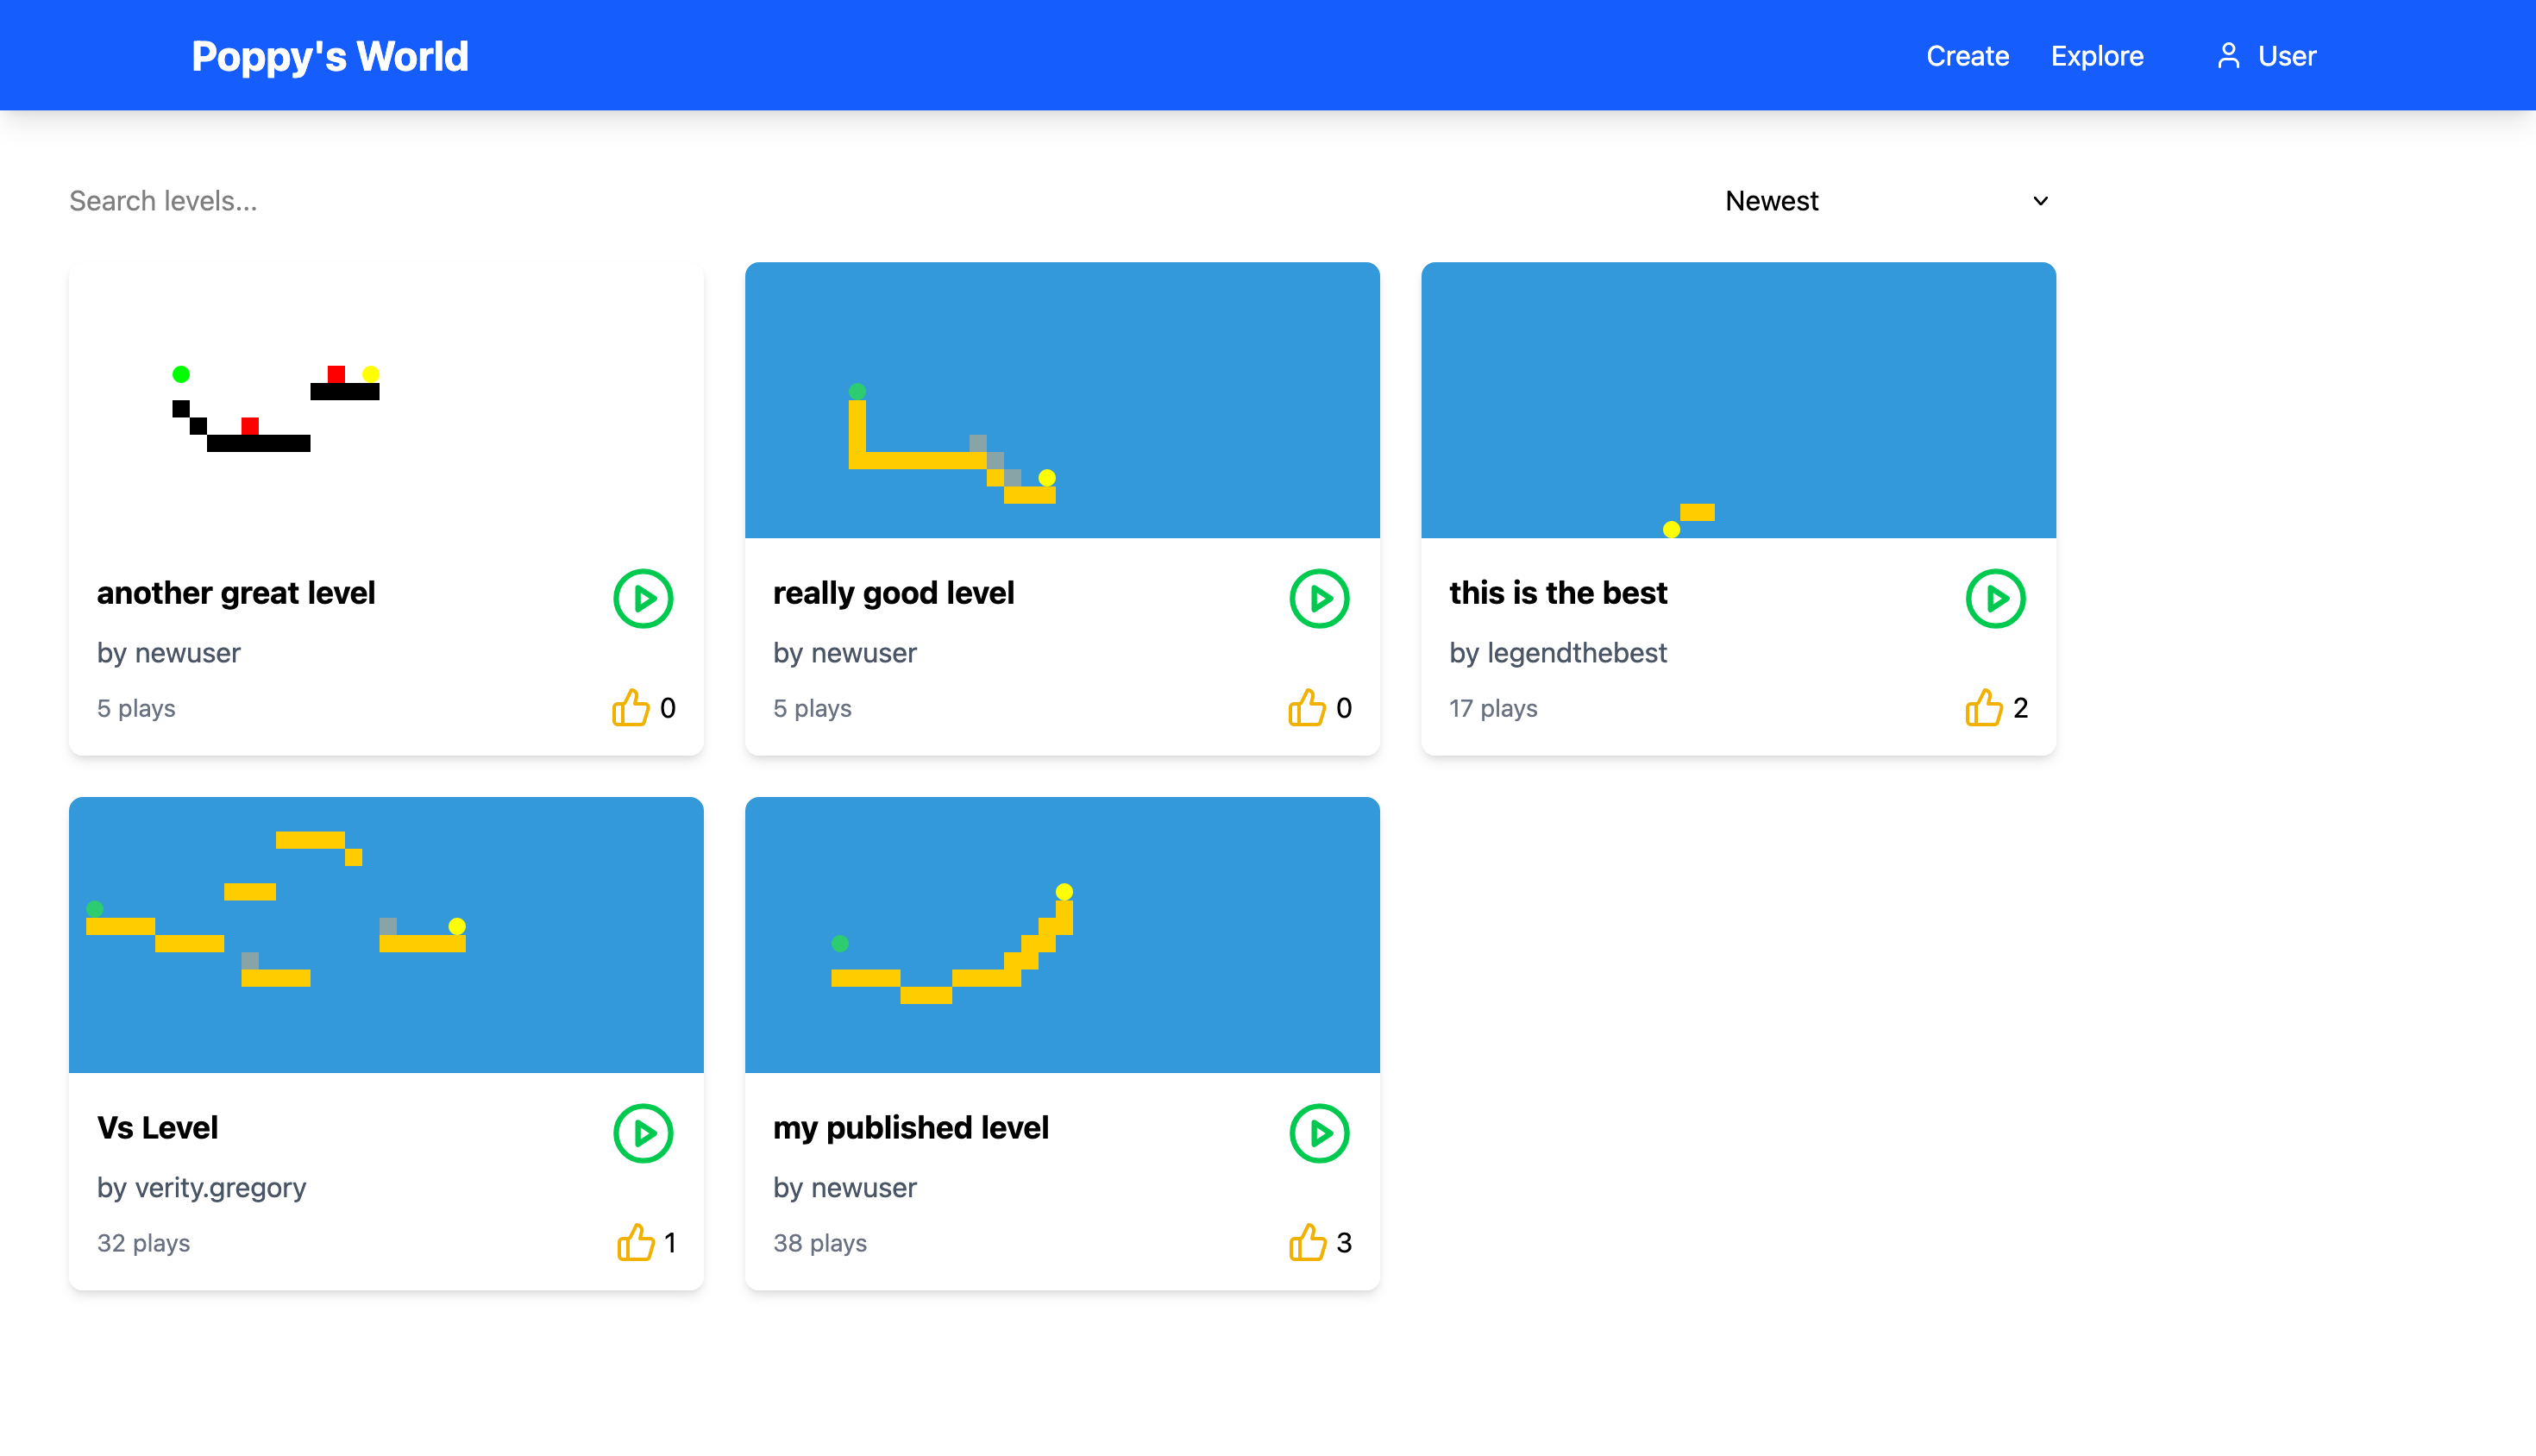 Poppy's World
Create
Explore
User
Search levels...
Newest
another great level
by newuser
5 plays
0
really good level
by newuser
5 plays
0
this is the best
by legendthebest
17 plays
2
Vs Level
by verity.gregory
32 plays
1
my published level
by newuser
38 plays
3